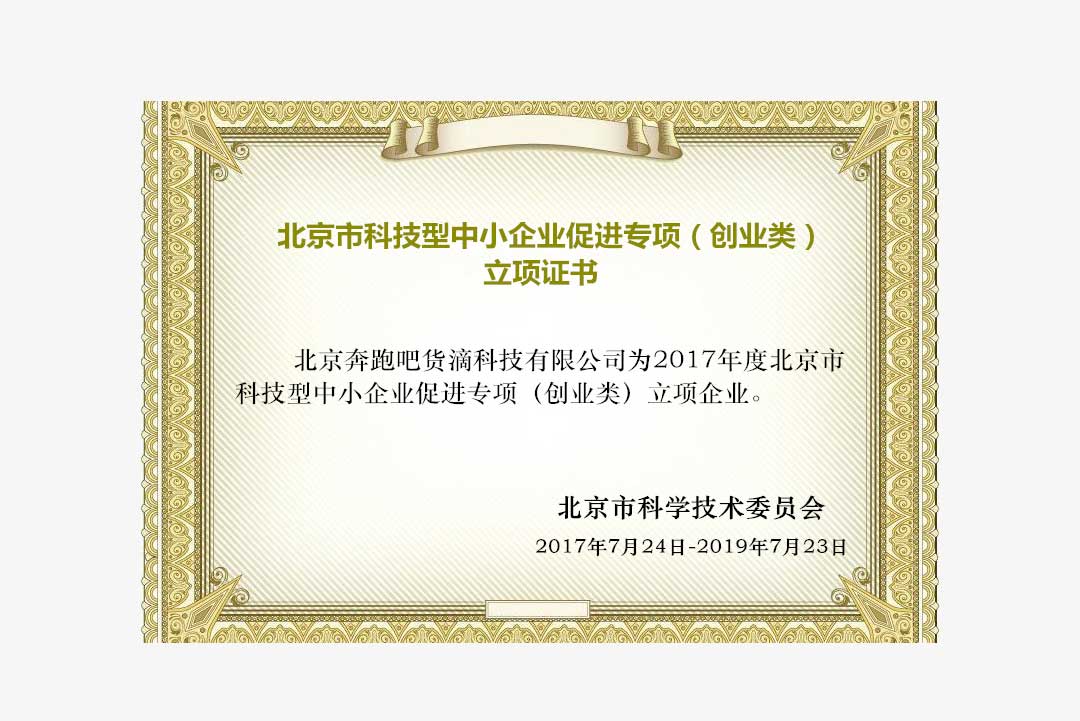 北京市科技型中小企业促进专项（创业类）
立项证书
北京奔跑吧货滴科技有限公司为2017年度北京市
科技型中小企业促进专项（创业类）立项企业。
北京市科学技术委员会
2017年7月24日-2019年7月23日